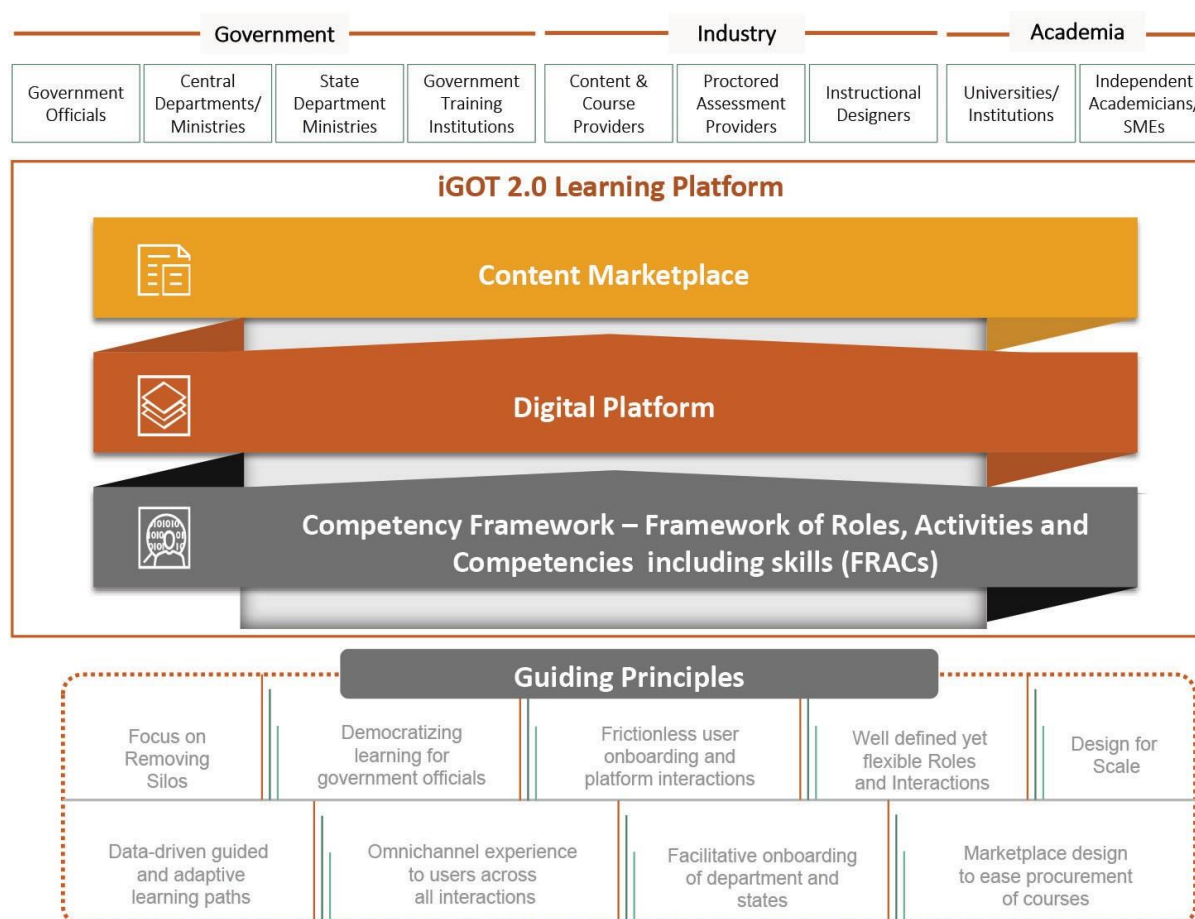 Government
Industry
Academia
Government
Officials
Central
Departments/
Ministries
State
Department
Ministries
Government
Training
Institutions
Content &
Course
Providers
Proctored
Assessment
Providers
Instructional
Designers
Universities/
Institutions
Independent
Academicians/
SMEs
iGOT 2.0 Learning Platform
Content Marketplace
Digital Platform
Competency Framework – Framework of Roles, Activities and
Competencies including skills (FRACs)
Guiding Principles
Focus on
Removing
Silos
Democratizing
learning for
government officials
Frictionless user
onboarding and
platform interactions
Well defined yet
flexible Roles
and Interactions
Design for
Scale
Data-driven guided
and adaptive
learning paths
Omnichannel experience
to users across
all interactions
Facilitative onboarding
of department and
states
Marketplace design
to ease procurement
of courses